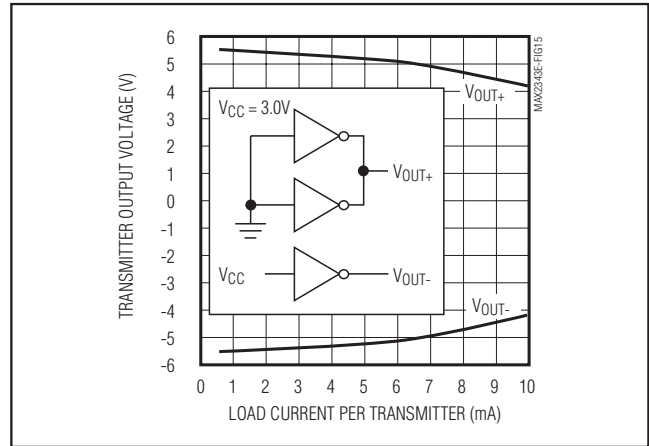 TRANSMITTER OUTPUT VOLTAGE (V)
6
5
4
3
2
1
0
-1
-2
-3
-4
-5
-6
VCC = 3.0V
VOUT+
VCC
VOUT-
VOUT+
VOUT-
MAX2343E-FIG15
0 1 2 3 4 5 6 7 8 9 10
LOAD CURRENT PER TRANSMITTER (mA)